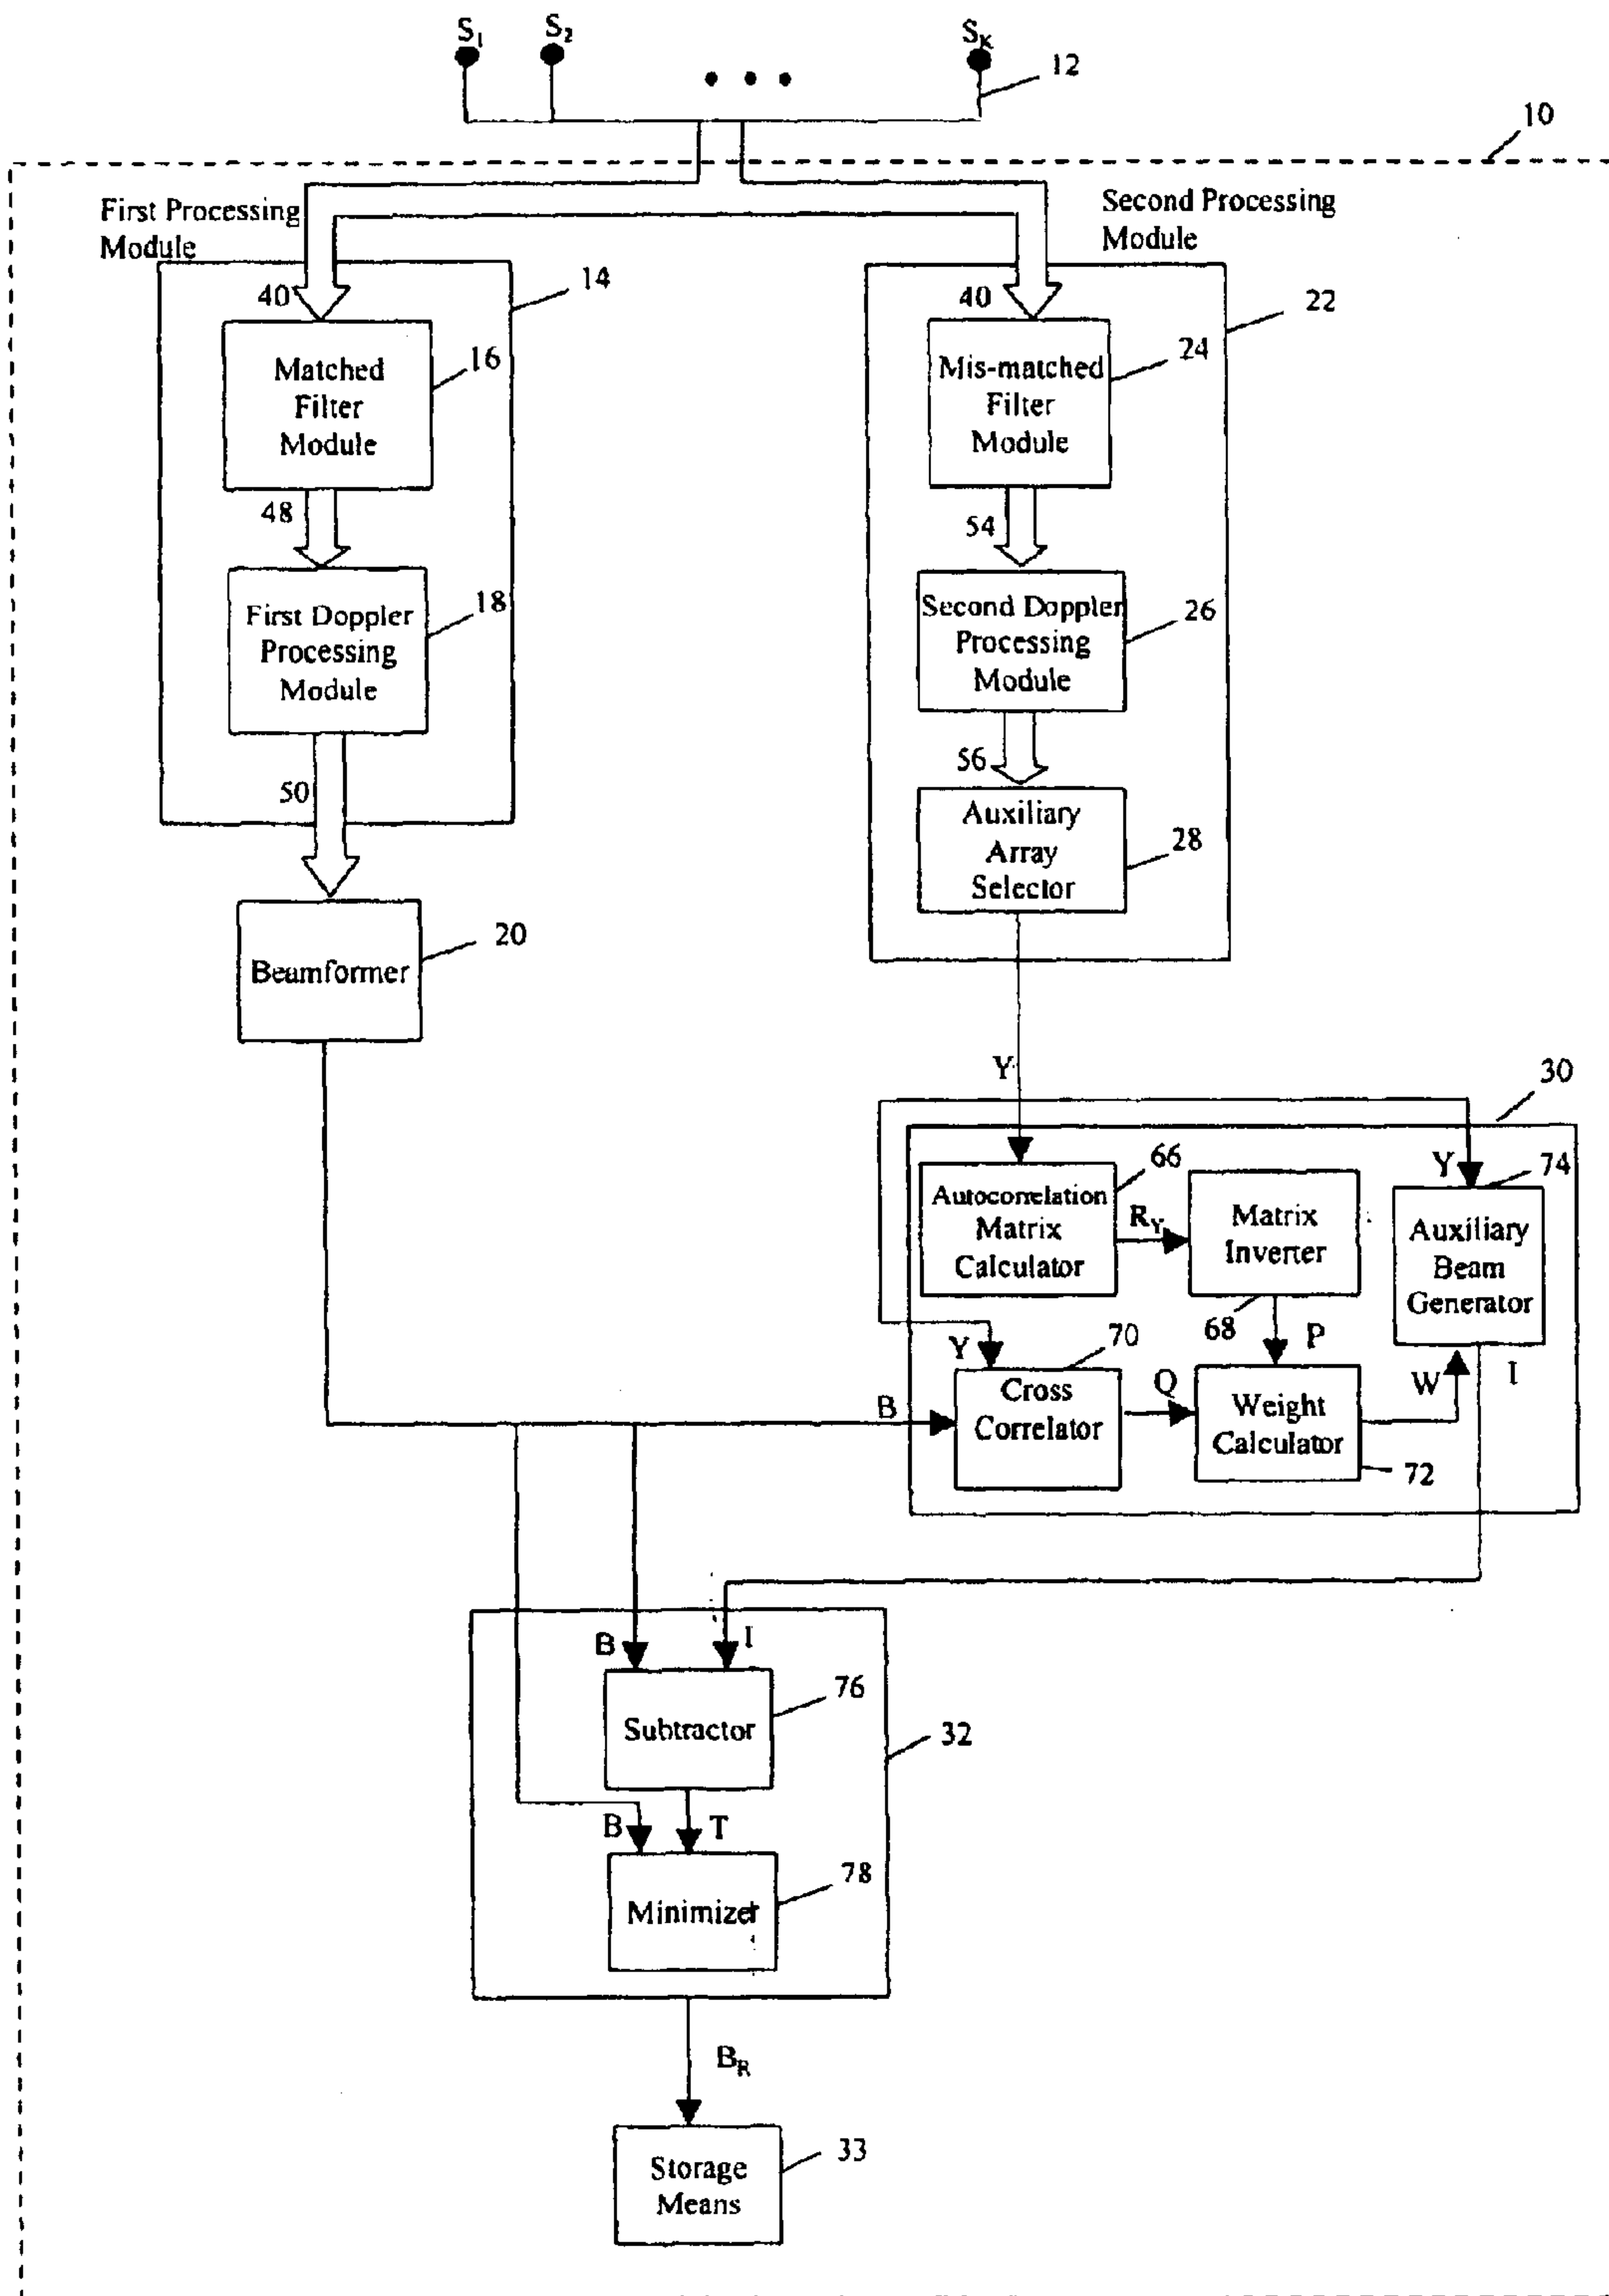 S1 S2 SK
12
10
First Processing
Module
Second Processing
Module
14
40
40
22
Matched
Filter
Module
16
Mis-matched
Filter
Module
24
48
54
First Doppler
Processing
Module
18
Second Doppler
Processing
Module
26
50
56
Auxiliary
Array
Selector
28
Beamformer
20
Y
30
66
Autocorrelation
Matrix
Calculator
RY
Matrix
Inverter
Y
74
Auxiliary
Beam
Generator
68
P
Y
70
Cross
Correlator
B
Q
Weight
Calculator
72
W
I
B
I
76
Subtractor
32
B
T
78
Minimizer
BR
33
Storage
Means